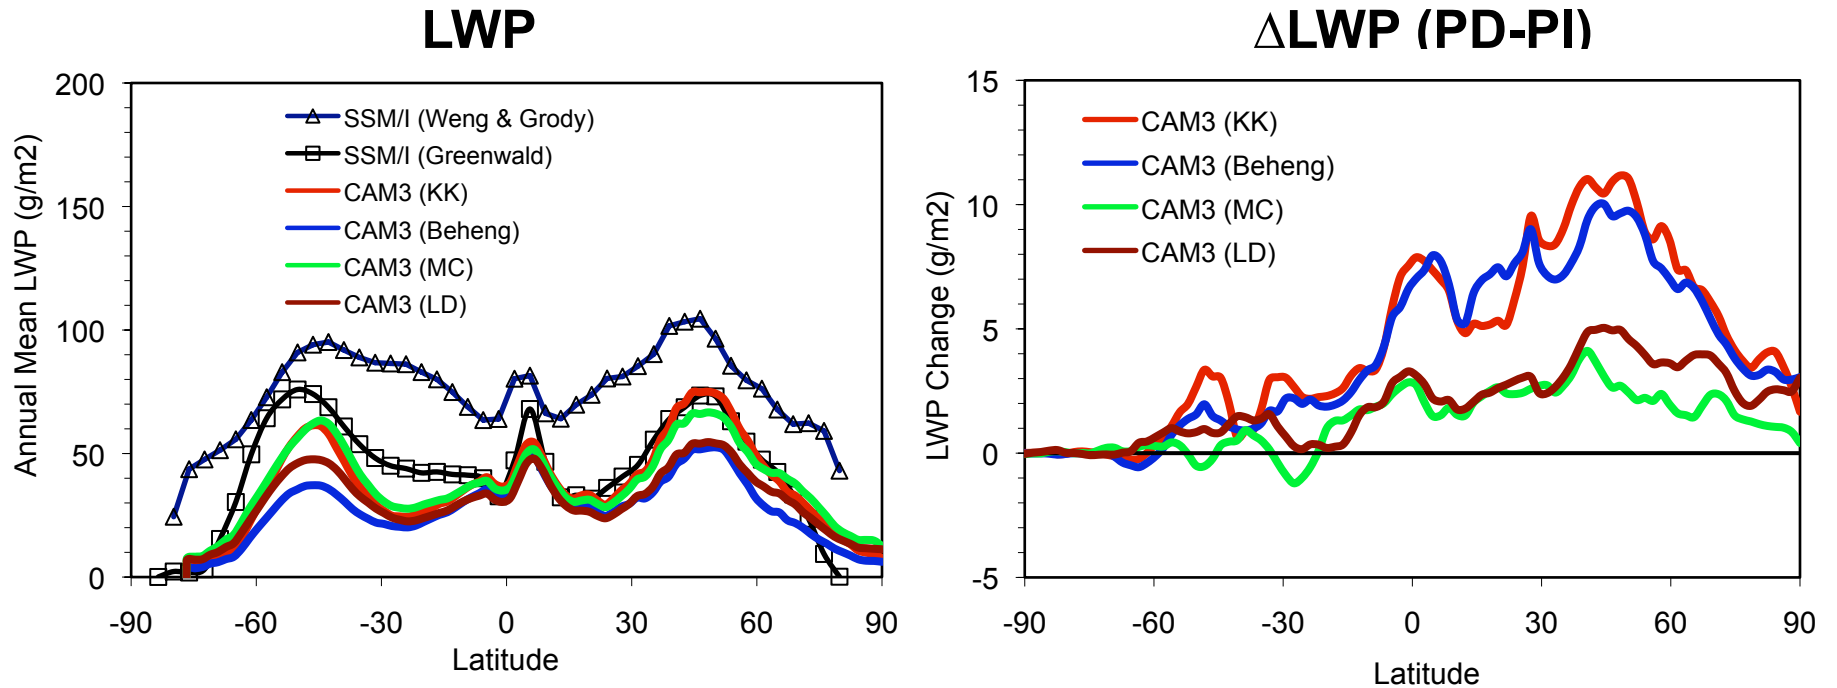 LWP
ΔLWP (PD-PI)
Annual Mean LWP (g/m2)
200
150
100
50
0
SSM/I (Weng & Grody)
SSM/I (Greenwald)
CAM3 (KK)
CAM3 (Beheng)
CAM3 (MC)
CAM3 (LD)
-90 -60 -30 0 30 60 90
Latitude
LWP Change (g/m2)
15
10
5
0
-5
CAM3 (KK)
CAM3 (Beheng)
CAM3 (MC)
CAM3 (LD)
-90 -60 -30 0 30 60 90
Latitude